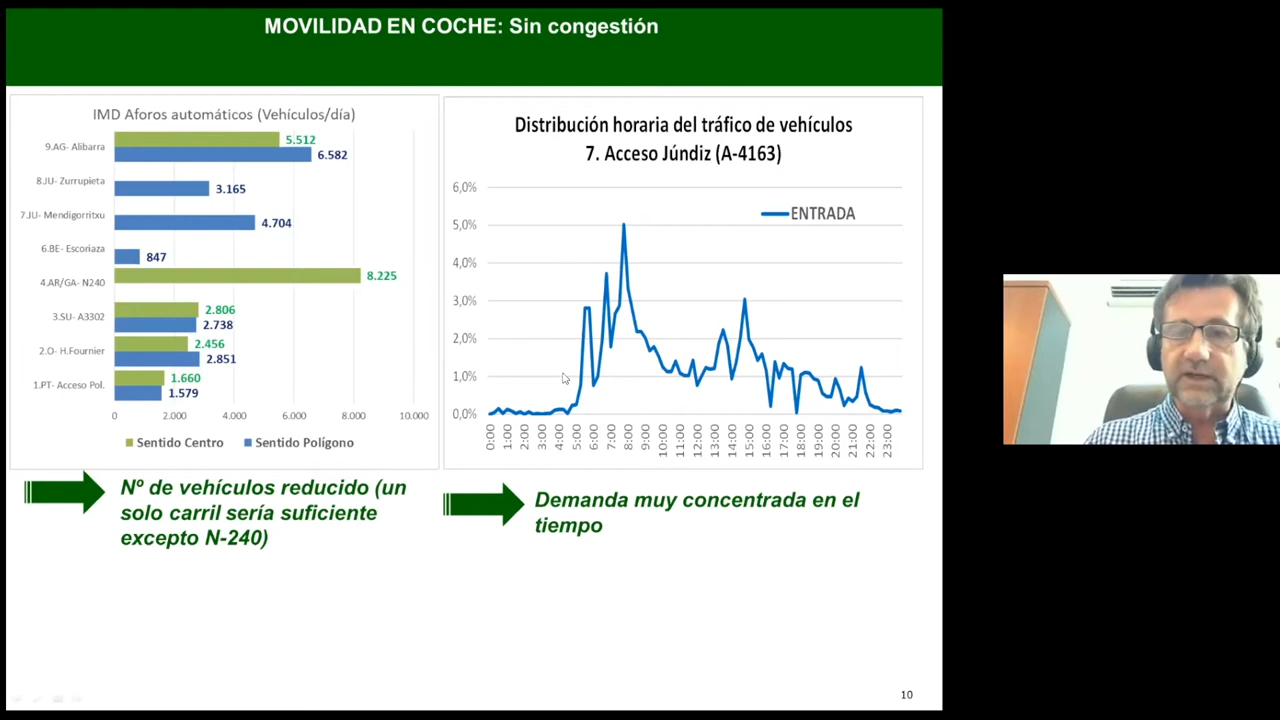 MOVILIDAD EN COCHE: Sin congestión
IMD Aforos automáticos (Vehículos/día)
9.AG- Alibarra
5.512
6.582
8.JU- Zurrupieta
3.165
7.JU- Mendigorritxu
4.704
6.BE- Escoriaza
847
4.AR/GA- N240
8.225
3.SU- A3302
2.806
2.738
2.O- H.Fournier
2.456
2.851
1.PT- Acceso Pol.
1.660
1.579
0 2.000 4.000 6.000 8.000 10.000
Sentido Centro Sentido Polígono
Nº de vehículos reducido (un
solo carril sería suficiente
excepto N-240)
Distribución horaria del tráfico de vehículos
7. Acceso Júndiz (A-4163)
ENTRADA
6,0%
5,0%
4,0%
3,0%
2,0%
1,0%
0,0%
0:00 1:00 2:00 3:00 4:00 5:00 6:00 7:00 8:00 9:00 10:00 11:00 12:00 13:00 14:00 15:00 16:00 17:00 18:00 19:00 20:00 21:00 22:00 23:00
Demanda muy concentrada en el
tiempo
10